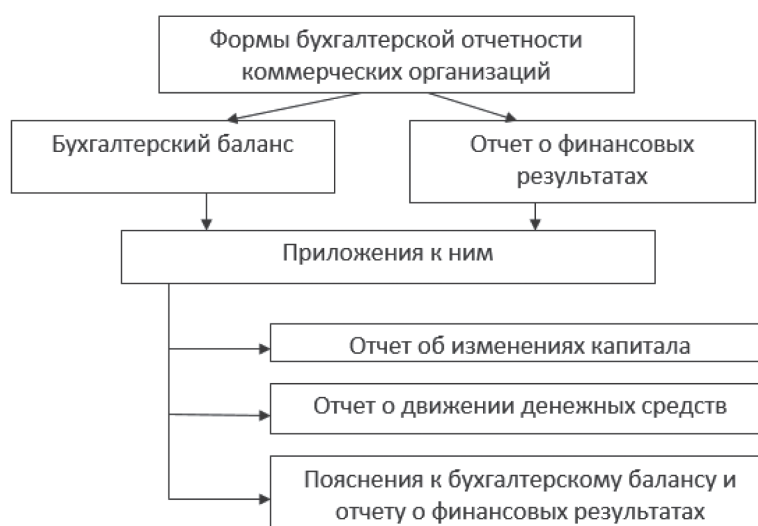 Формы бухгалтерской отчетности
коммерческих организаций
Бухгалтерский баланс
Отчет о финансовых
результатах
Приложения к ним
Отчет об изменениях капитала
Отчет о движении денежных средств
Пояснения к бухгалтерскому балансу и
отчету о финансовых результатах